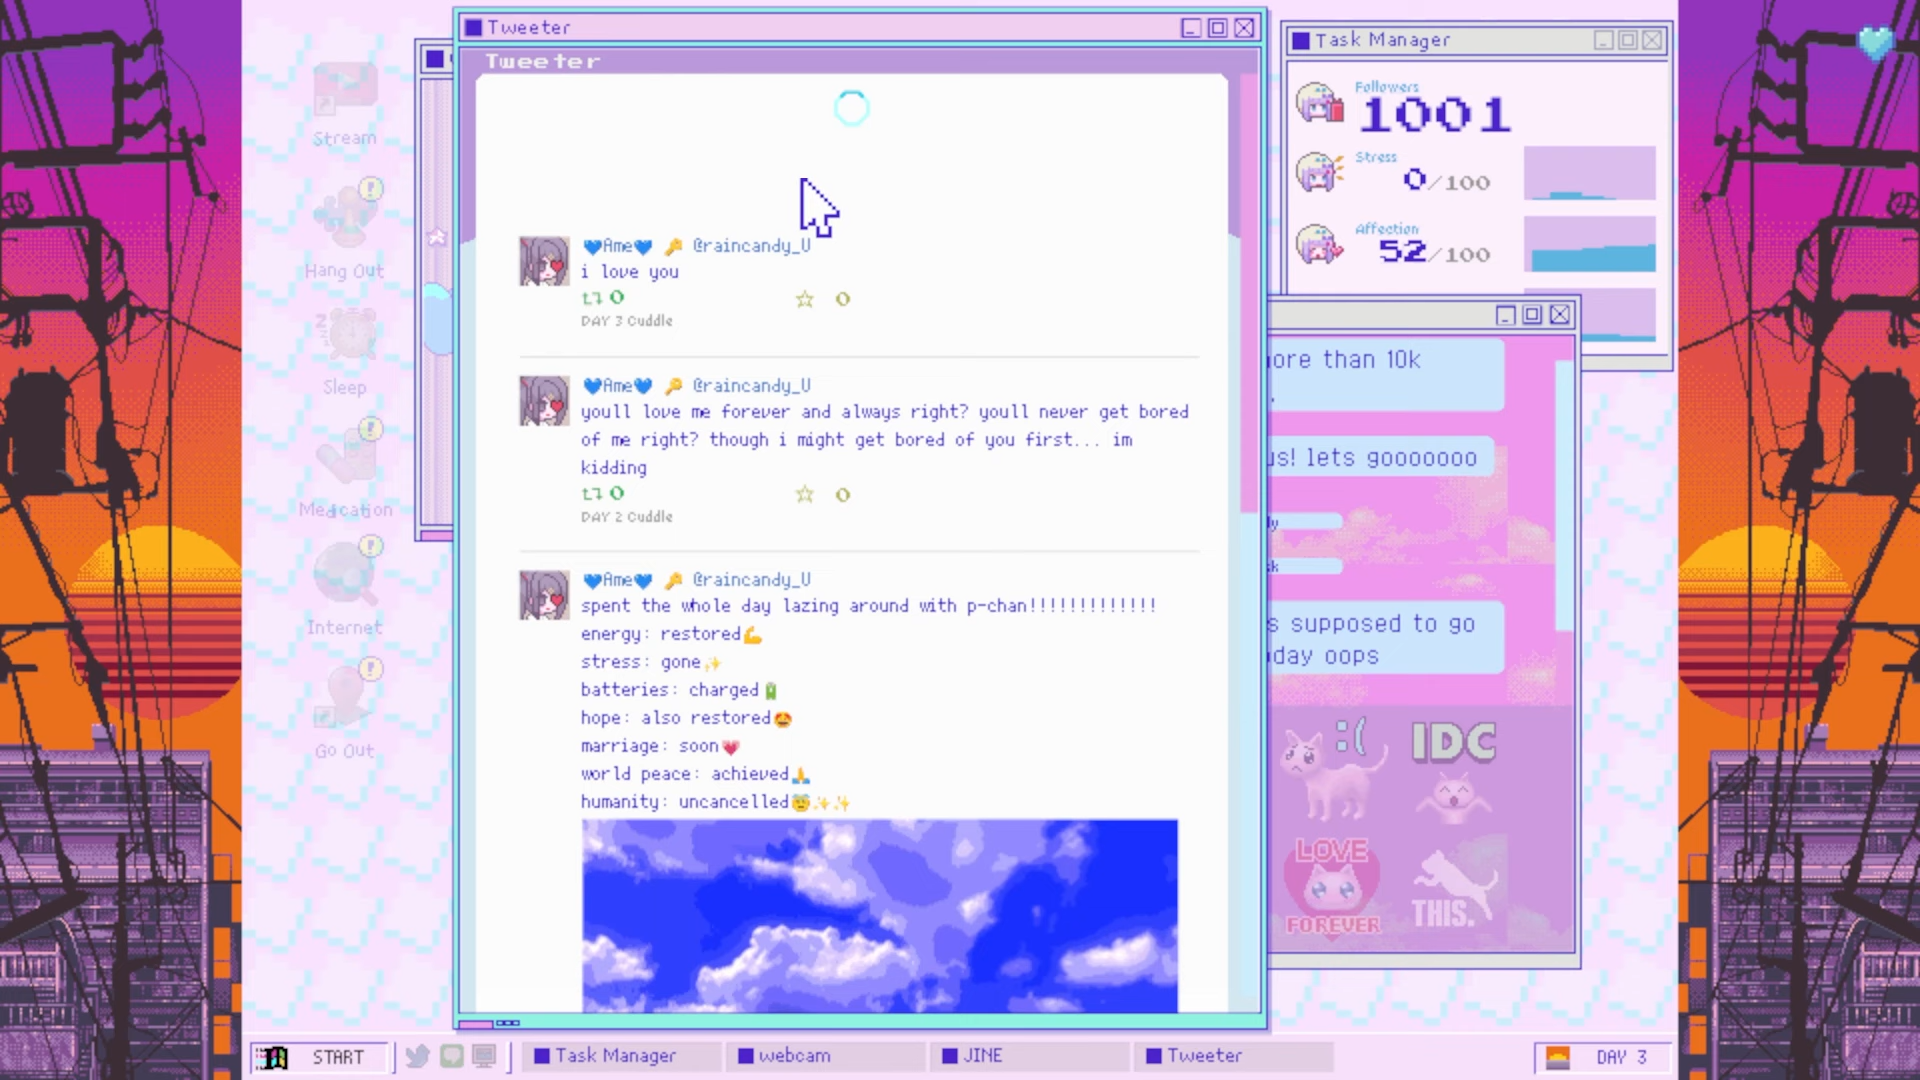 Tweeter
Tweeter
💙Ame💙 🔑 @raincandy_U
i love you
0
0
DAY 3 Cuddle
💙Ame💙 🔑 @raincandy_U
youll love me forever and always right? youll never get bored
of me right? though i might get bored of you first... im
kidding
0
0
DAY 2 Cuddle
💙Ame💙 🔑 @raincandy_U
spent the whole day lazing around with p-chan!!!!!!!!!!!!!
energy: restored💪
stress: gone✨
batteries: charged🔋
hope: also restored🤩
marriage: soon💗
world peace: achieved🙏
humanity: uncancelled😇✨✨
Stream
Hang Out
Sleep
Medication
Internet
Go Out
Task Manager
Followers
1001
Stress
0/100
Affection
52/100
ore than 10k
us! lets gooooooo
s supposed to go
day oops
:(
IDC
LOVE
FOREVER
THIS.
START
Task Manager
webcam
JINE
Tweeter
DAY 3